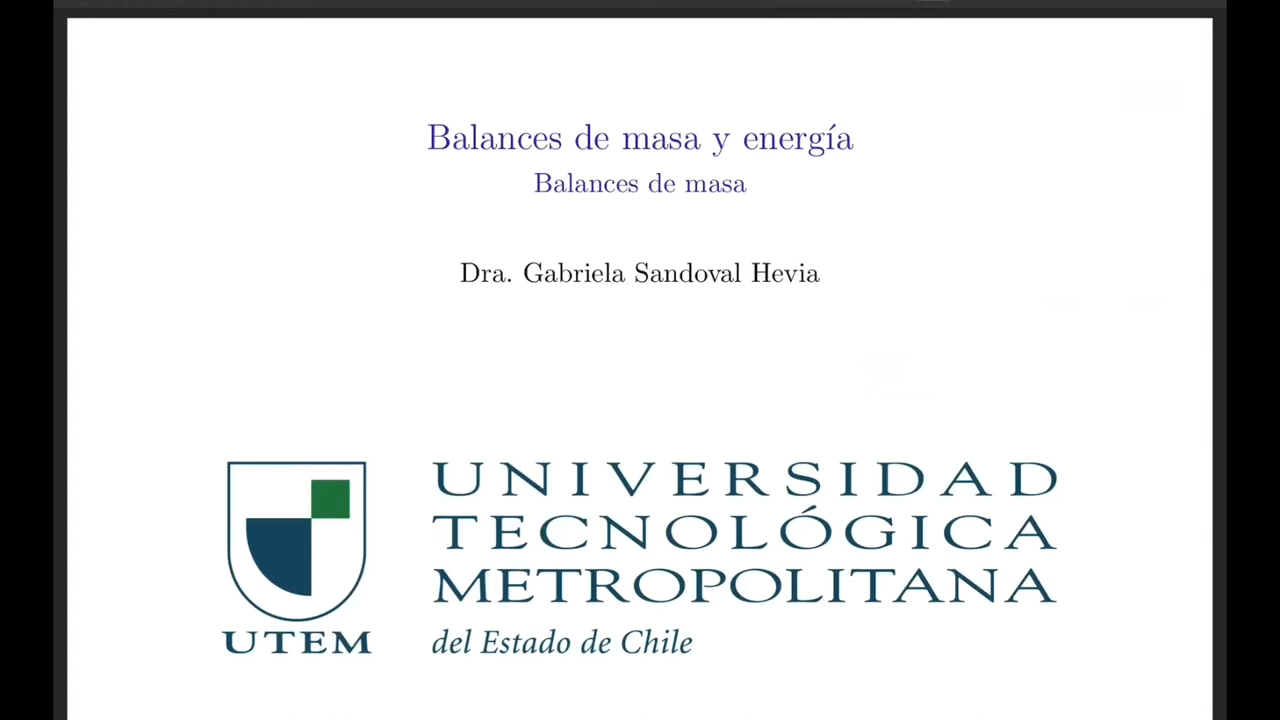 Balances de masa y energía
Balances de masa
Dra. Gabriela Sandoval Hevia
UNIVERSIDAD
TECNOLÓGICA
METROPOLITANA
del Estado de Chile
UTEM